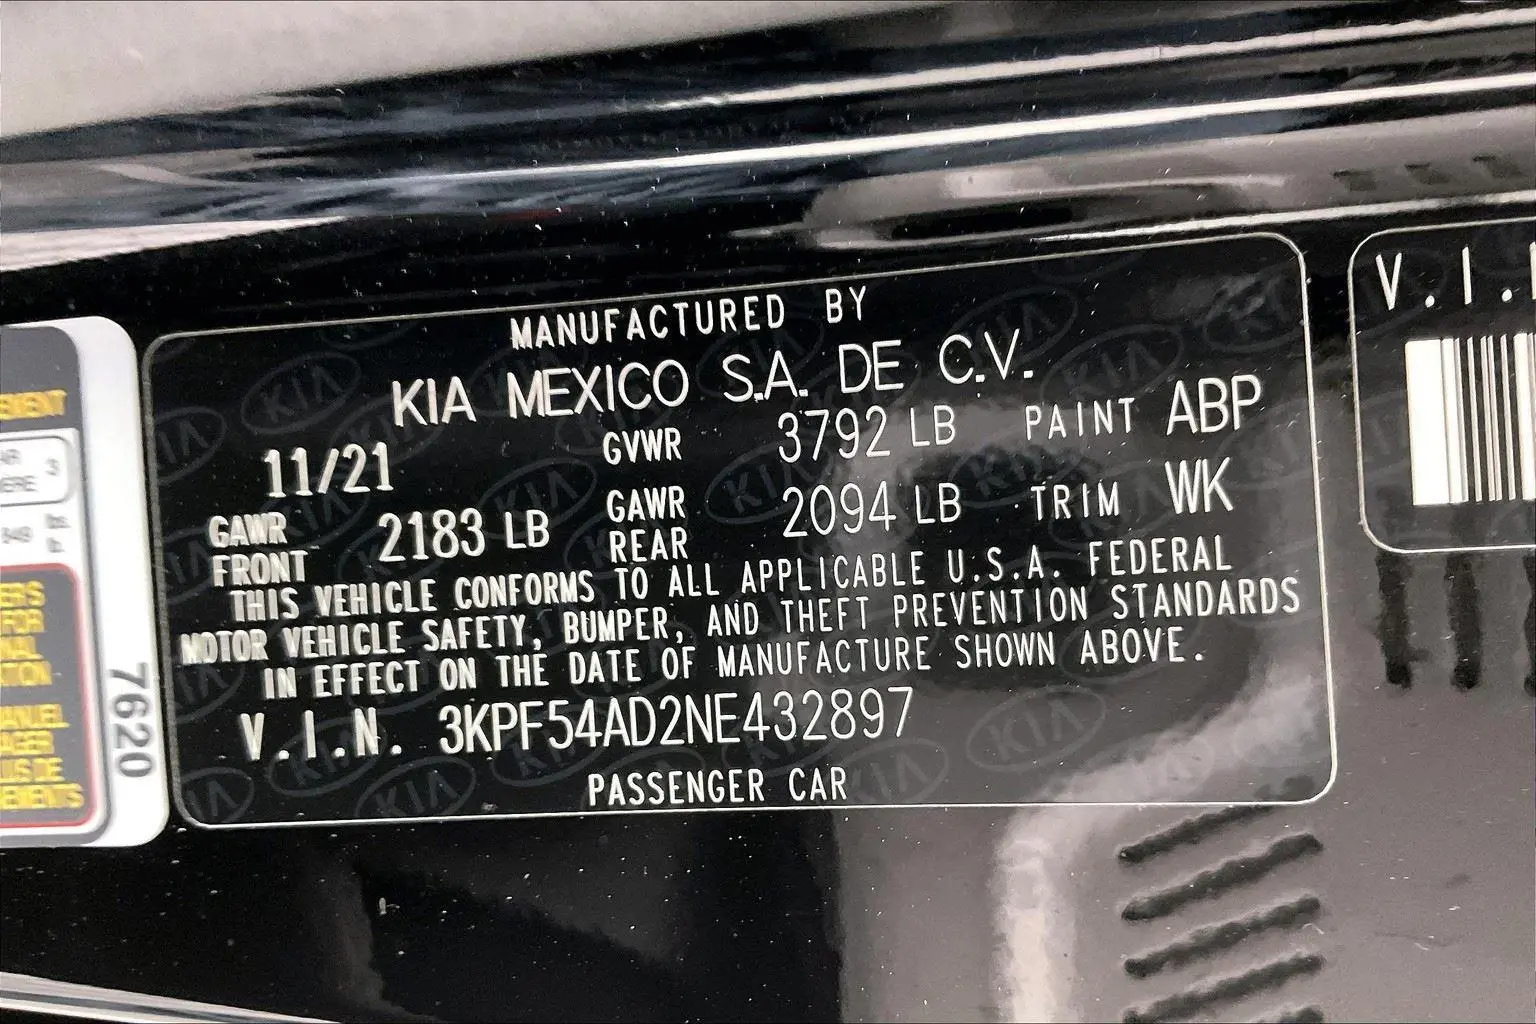 MANUFACTURED BY
KIA MEXICO S.A. DE C.V.
11/21 GVWR 3792 LB PAINT ABP
GAWR FRONT 2183 LB GAWR REAR 2094 LB TRIM WK
THIS VEHICLE CONFORMS TO ALL APPLICABLE U.S.A. FEDERAL
MOTOR VEHICLE SAFETY, BUMPER, AND THEFT PREVENTION STANDARDS
IN EFFECT ON THE DATE OF MANUFACTURE SHOWN ABOVE.
V.I.N. 3KPF54AD2NE432897
PASSENGER CAR
7620
V.I.